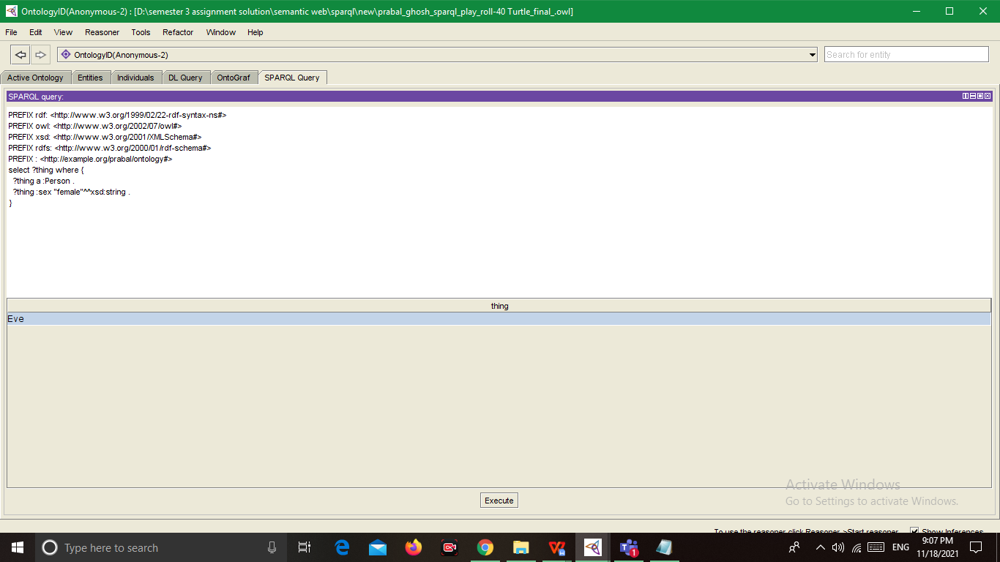 OntologyID(Anonymous-2) : [D:\semester 3 assignment solution\semantic web\sparql\new\prabal_ghosh_sparql_play_roll-40 Turtle_final_.owl]
File Edit View Reasoner Tools Refactor Window Help
OntologyID(Anonymous-2) Search for entity
Active Ontology Entities Individuals DL Query OntoGraf SPARQL Query
SPARQL query:
PREFIX rdf: <http://www.w3.org/1999/02/22-rdf-syntax-ns#>
PREFIX owl: <http://www.w3.org/2002/07/owl#>
PREFIX xsd: <http://www.w3.org/2001/XMLSchema#>
PREFIX rdfs: <http://www.w3.org/2000/01/rdf-schema#>
PREFIX : <http://example.org/prabal/ontology#>
select ?thing where {
?thing a :Person .
?thing :sex "female"^^xsd:string .
}
thing
Eve
Activate Windows
Go to Settings to activate Windows.
Execute
To use the reasoner click Reasoner->Start reasoner Show Inferences
Type here to search ENG 9:07 PM
11/18/2021
1